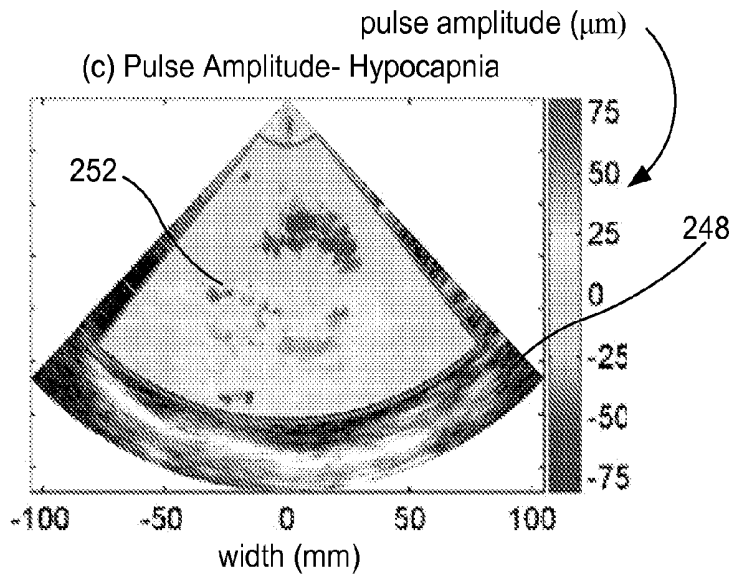 pulse amplitude (μm)
(c) Pulse Amplitude- Hypocapnia
75
252
50
25
248
0
-25
-50
-75
-100 -50 0 50 100
width (mm)